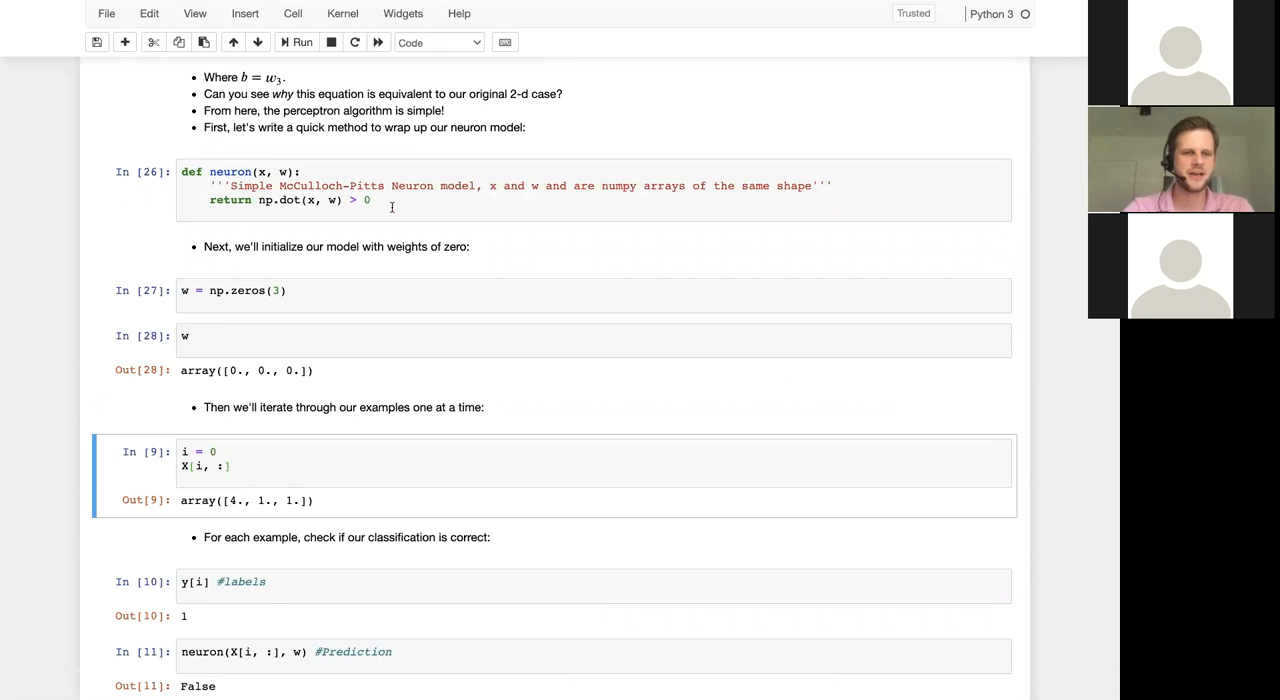 File Edit View Insert Cell Kernel Widgets Help Trusted Python 3
Run Code
Where b = w₃.
Can you see why this equation is equivalent to our original 2-d case?
From here, the perceptron algorithm is simple!
First, let's write a quick method to wrap up our neuron model:
In [26]: def neuron(x, w):
'''Simple McCulloch-Pitts Neuron model, x and w and are numpy arrays of the same shape'''
return np.dot(x, w) > 0
Next, we'll initialize our model with weights of zero:
In [27]: w = np.zeros(3)
In [28]: w
Out[28]: array([0., 0., 0.])
Then we'll iterate through our examples one at a time:
In [9]: i = 0
X[i, :]
Out[9]: array([4., 1., 1.])
For each example, check if our classification is correct:
In [10]: y[i] #labels
Out[10]: 1
In [11]: neuron(X[i, :], w) #Prediction
Out[11]: False